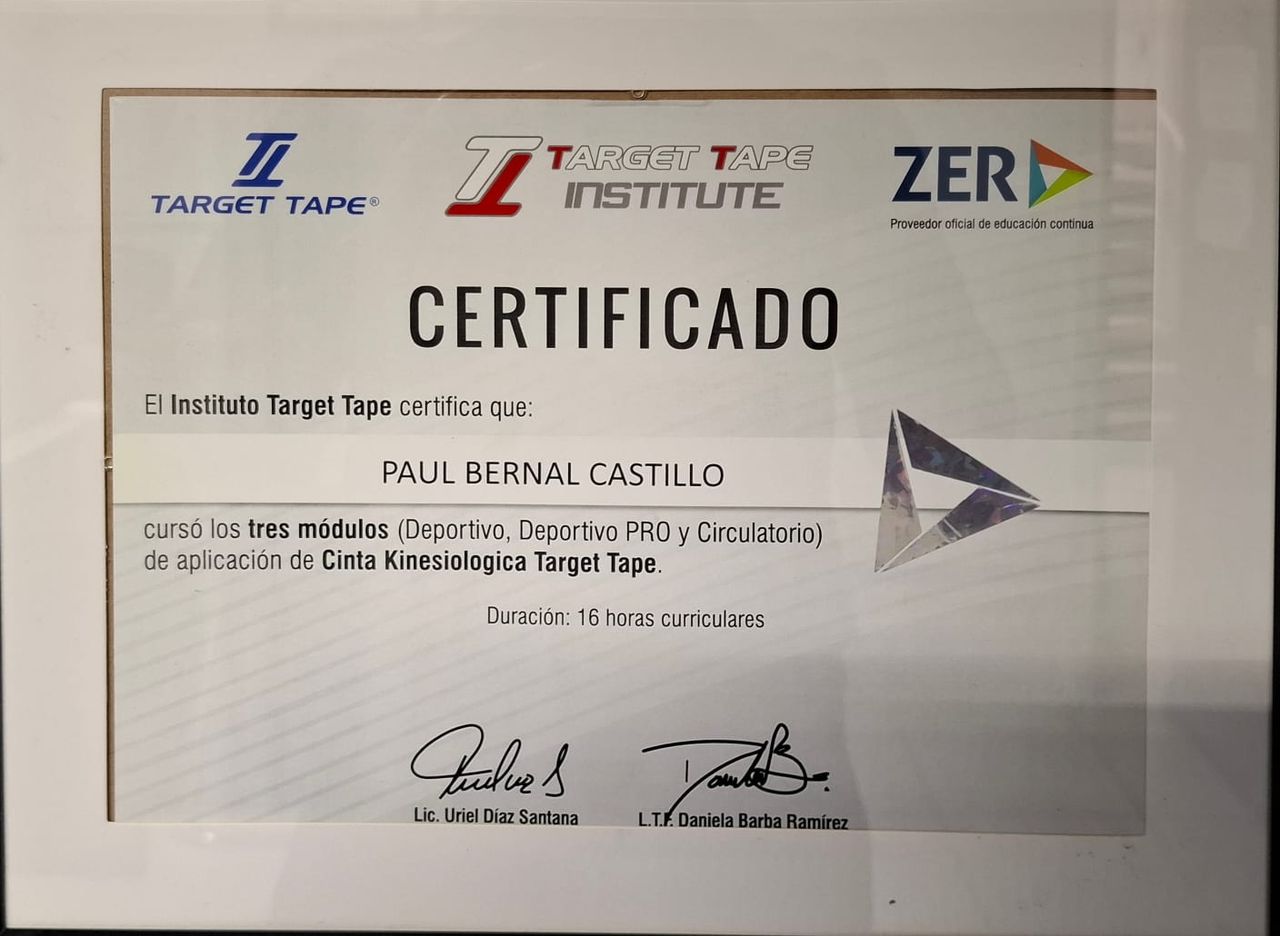 TARGET TAPE®
TARGET TAPE
INSTITUTE
ZER
Proveedor oficial de educación continua
CERTIFICADO
El Instituto Target Tape certifica que:
PAUL BERNAL CASTILLO
cursó los tres módulos (Deportivo, Deportivo PRO y Circulatorio)
de aplicación de Cinta Kinesiologica Target Tape.
Duración: 16 horas curriculares
Lic. Uriel Díaz Santana
L.T.F. Daniela Barba Ramírez